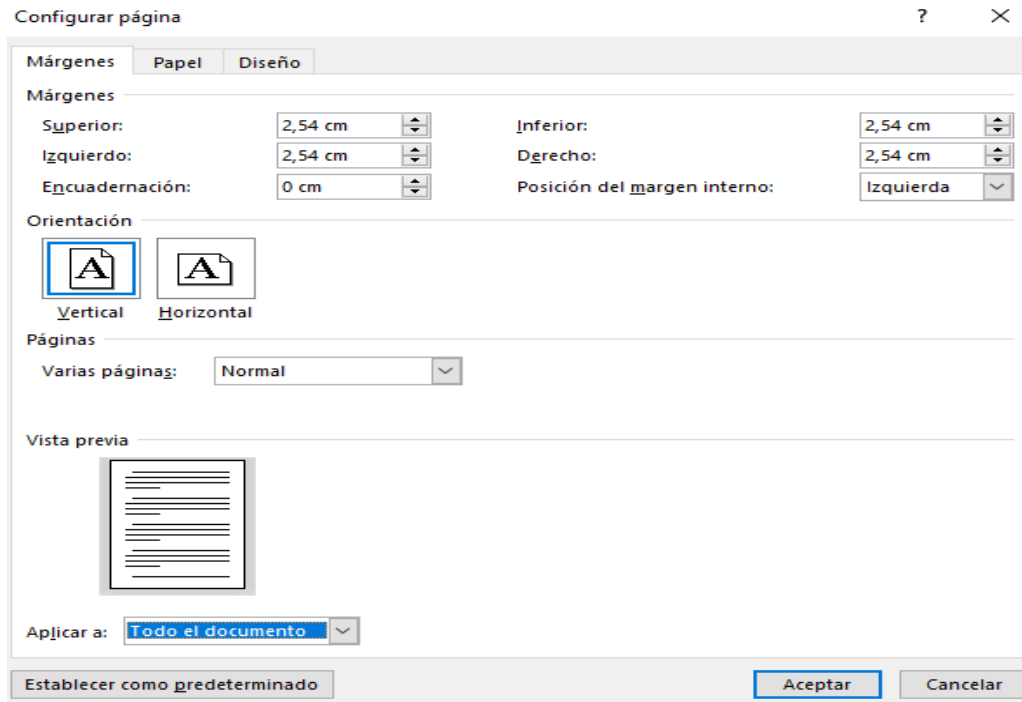 Configurar página ? ×
Márgenes Papel Diseño
Márgenes
Superior: 2,54 cm Inferior: 2,54 cm
Izquierdo: 2,54 cm Derecho: 2,54 cm
Encuadernación: 0 cm Posición del margen interno: Izquierda
Orientación
A A
Vertical Horizontal
Páginas
Varias páginas: Normal
Vista previa
Aplicar a: Todo el documento
Establecer como predeterminado Aceptar Cancelar